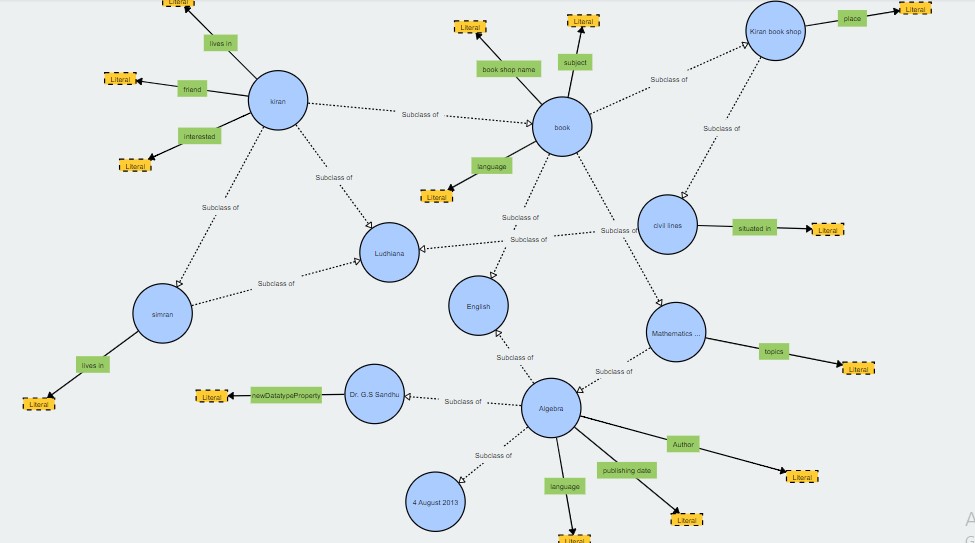 Literal
Literal
Literal
Literal
Kiran book shop
place
lives in
book shop name
subject
Literal
friend
Subclass of
kiran
Subclass of
book
Subclass of
interested
Literal
language
Literal
Subclass of
Subclass of
Subclass of
Subclass of
civil lines
situated in
Literal
Subclass of
Subclass of
Ludhiana
Subclass of
simran
English
Mathematics ...
topics
Literal
lives in
Subclass of
Subclass of
Literal
Literal
newDatatypeProperty
Dr. G.S Sandhu
Subclass of
Algebra
Author
Subclass of
publishing date
Literal
language
4 August 2013
Literal
Literal
A
G